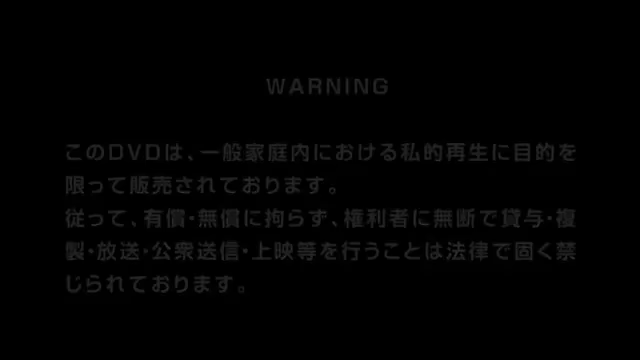 WARNING
このDVDは、一般家庭内における私的再生に目的を
限って販売されております。
従って、有償・無償に拘らず、権利者に無断で貸与・複
製・放送・公衆送信・上映等を行うことは法律で固く禁
じられております。